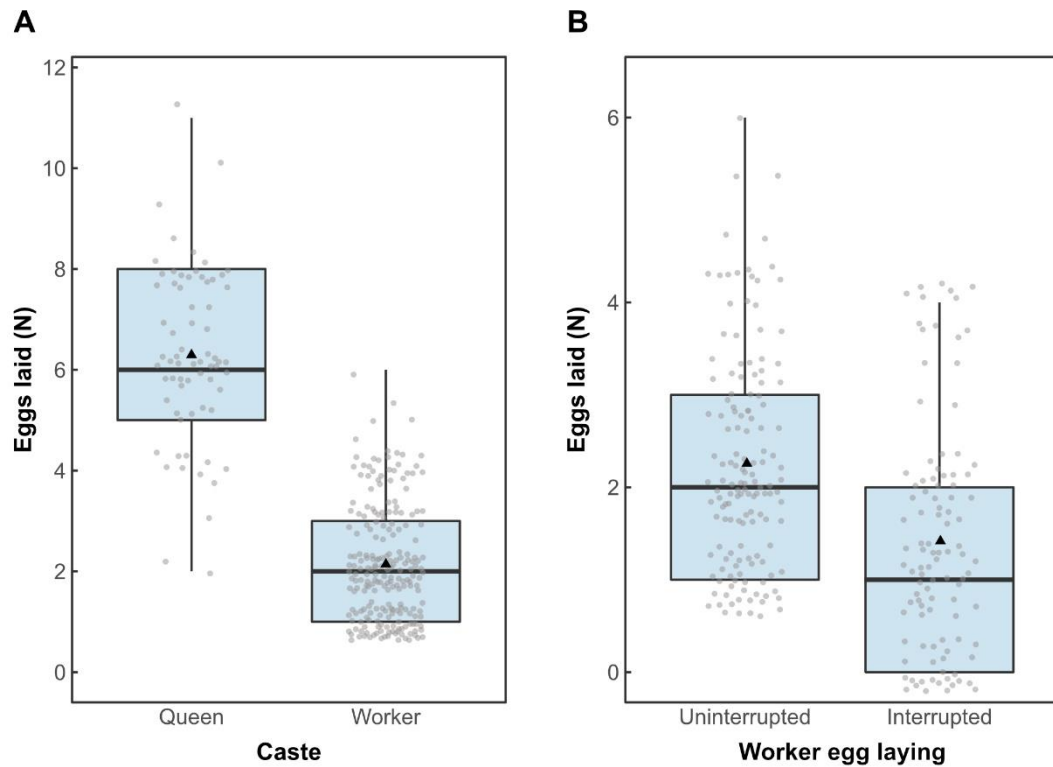 A
Eggs laid (N)
12
10
8
6
4
2
0
Queen
Worker
Caste
B
Eggs laid (N)
6
4
2
0
Uninterrupted
Interrupted
Worker egg laying